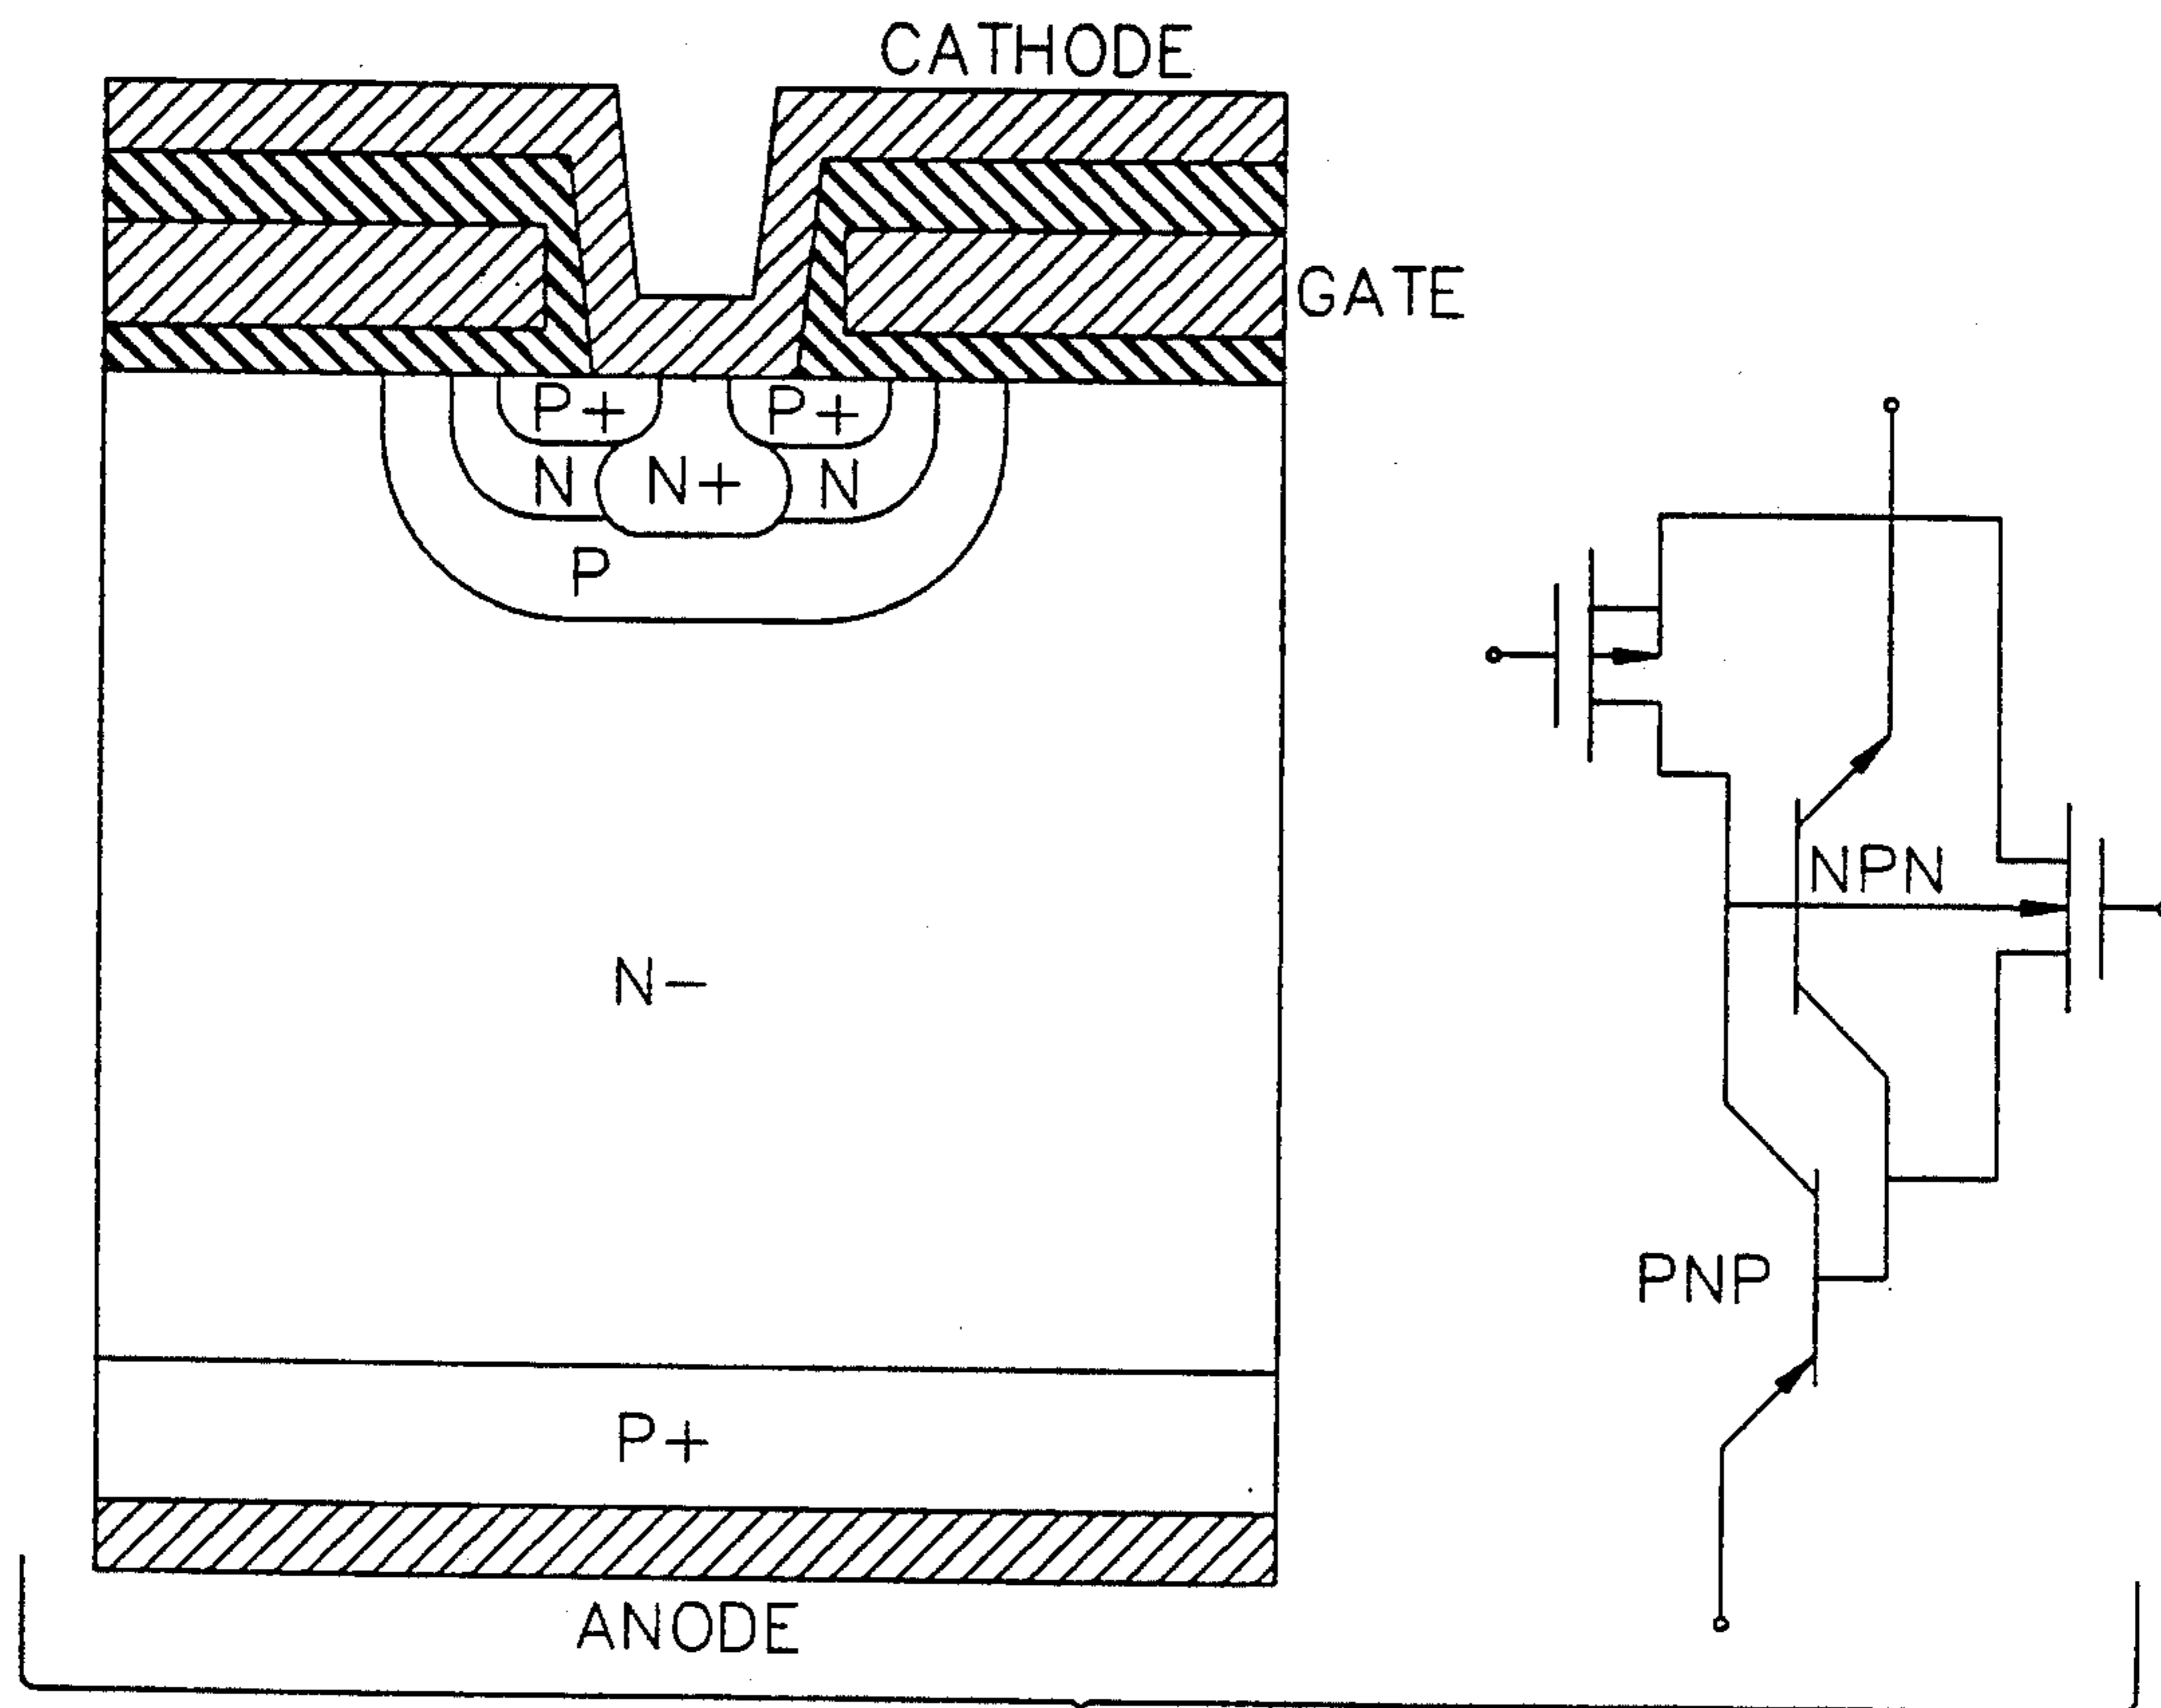 CATHODE
GATE
P+ P+
N N+ N
P
NPN
N-
PNP
P+
ANODE